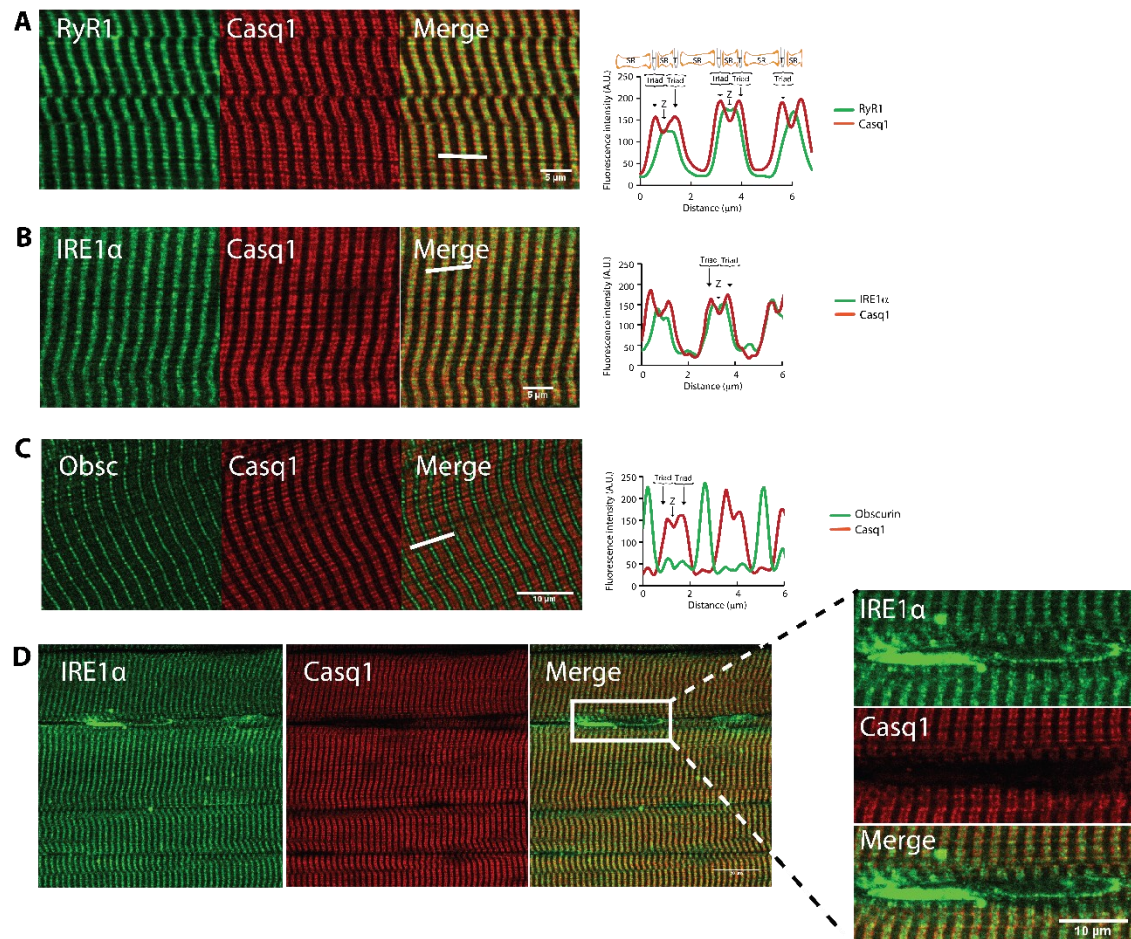 A
RyR1
Casq1
Merge
5 µm
SR T SR T SR T SR T SR T SR
Triad Triad Triad Triad Triad
Z Z
250
200
150
100
50
0
0 2 4 6
Fluorescence intensity (A.U.)
Distance (µm)
RyR1
Casq1
B
IRE1α
Casq1
Merge
5 µm
Triad Triad
Z
250
200
150
100
50
0
0 2 4 6
Fluorescence intensity (A.U.)
Distance (µm)
IRE1α
Casq1
C
Obsc
Casq1
Merge
10 µm
Triad Triad
Z
250
200
150
100
50
0
0 2 4 6
Fluorescence intensity (A.U.)
Distance (µm)
Obscurin
Casq1
D
IRE1α
Casq1
Merge
IRE1α
Casq1
Merge
10 µm